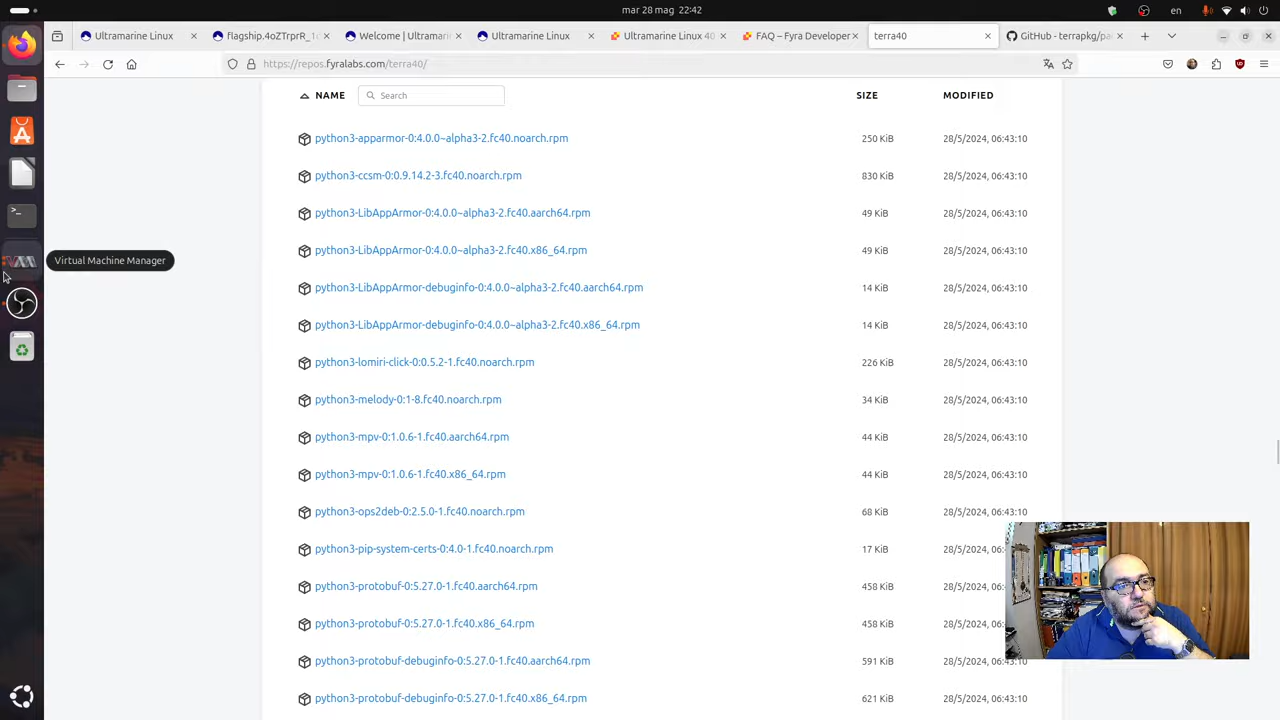 mar 28 mag 22:42
en
Ultramarine Linux
flagship.4oZTrprR_1
Welcome | Ultramarin
Ultramarine Linux
Ultramarine Linux 40
FAQ – Fyra Developer
terra40
GitHub - terrapkg/pa
https://repos.fyralabs.com/terra40/
NAME Search SIZE MODIFIED
python3-apparmor-0:4.0.0~alpha3-2.fc40.noarch.rpm 250 KiB 28/5/2024, 06:43:10
python3-ccsm-0:0.9.14.2-3.fc40.noarch.rpm 830 KiB 28/5/2024, 06:43:10
python3-LibAppArmor-0:4.0.0~alpha3-2.fc40.aarch64.rpm 49 KiB 28/5/2024, 06:43:10
python3-LibAppArmor-0:4.0.0~alpha3-2.fc40.x86_64.rpm 49 KiB 28/5/2024, 06:43:10
Virtual Machine Manager
python3-LibAppArmor-debuginfo-0:4.0.0~alpha3-2.fc40.aarch64.rpm 14 KiB 28/5/2024, 06:43:10
python3-LibAppArmor-debuginfo-0:4.0.0~alpha3-2.fc40.x86_64.rpm 14 KiB 28/5/2024, 06:43:10
python3-lomiri-click-0:0.5.2-1.fc40.noarch.rpm 226 KiB 28/5/2024, 06:43:10
python3-melody-0:1-8.fc40.noarch.rpm 34 KiB 28/5/2024, 06:43:10
python3-mpv-0:1.0.6-1.fc40.aarch64.rpm 44 KiB 28/5/2024, 06:43:10
python3-mpv-0:1.0.6-1.fc40.x86_64.rpm 44 KiB 28/5/2024, 06:43:10
python3-ops2deb-0:2.5.0-1.fc40.noarch.rpm 68 KiB 28/5/2024, 06:43:10
python3-pip-system-certs-0:4.0-1.fc40.noarch.rpm 17 KiB 28/5/2024, 06:
python3-protobuf-0:5.27.0-1.fc40.aarch64.rpm 458 KiB 28/5/2024, 06:
python3-protobuf-0:5.27.0-1.fc40.x86_64.rpm 458 KiB 28/5/2024, 06:
python3-protobuf-debuginfo-0:5.27.0-1.fc40.aarch64.rpm 591 KiB 28/5/2024, 06:43:10
python3-protobuf-debuginfo-0:5.27.0-1.fc40.x86_64.rpm 621 KiB 28/5/2024, 06:43:10